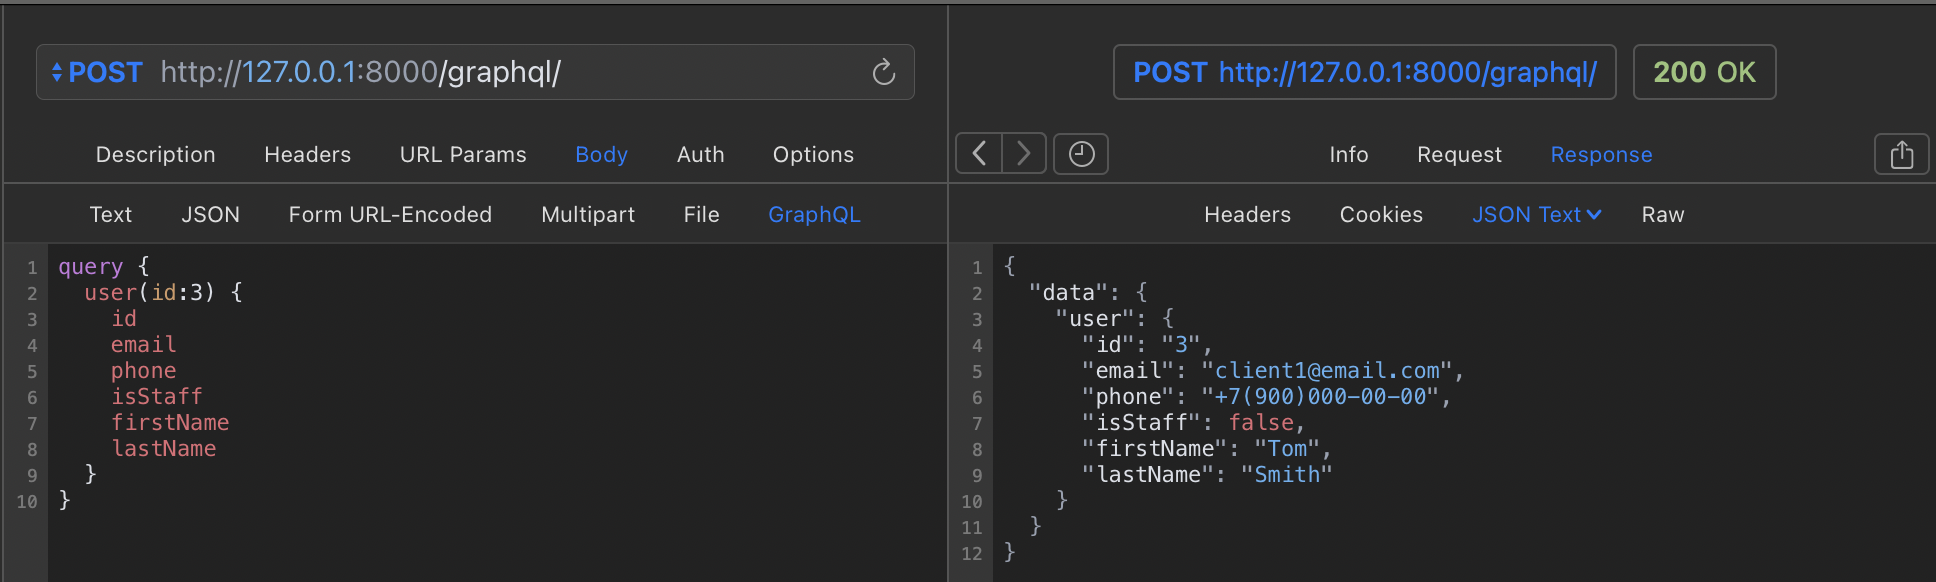 POST http://127.0.0.1:8000/graphql/
Description Headers URL Params Body Auth Options
Text JSON Form URL-Encoded Multipart File GraphQL
1 query {
2 user(id:3) {
3 id
4 email
5 phone
6 isStaff
7 firstName
8 lastName
9 }
10 }
POST http://127.0.0.1:8000/graphql/ 200 OK
Info Request Response
Headers Cookies JSON Text Raw
1 {
2 "data": {
3 "user": {
4 "id": "3",
5 "email": "client1@email.com",
6 "phone": "+7(900)000-00-00",
7 "isStaff": false,
8 "firstName": "Tom",
9 "lastName": "Smith"
10 }
11 }
12 }